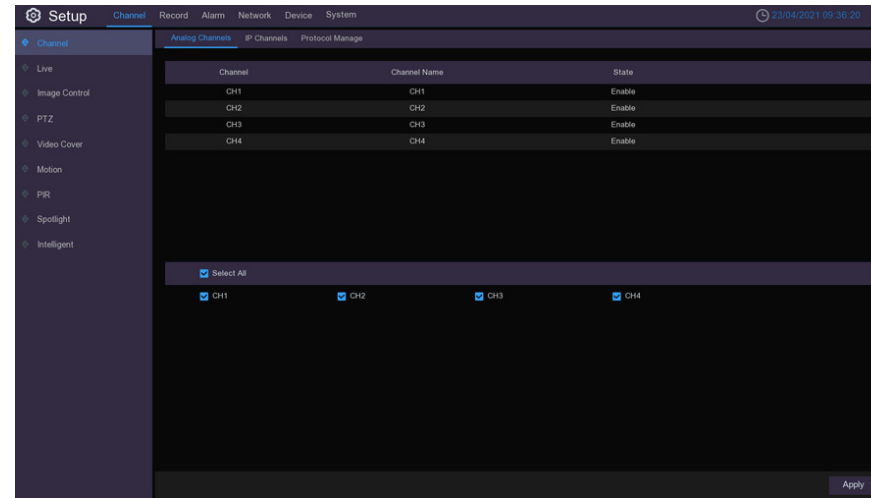 Setup Channel Record Alarm Network Device System 23/04/2021 09:36:20
Channel
Live
Image Control
PTZ
Video Cover
Motion
PIR
Spotlight
Intelligent
Analog Channels IP Channels Protocol Manage
Channel Channel Name State
CH1 CH1 Enable
CH2 CH2 Enable
CH3 CH3 Enable
CH4 CH4 Enable
Select All
CH1 CH2 CH3 CH4
Apply